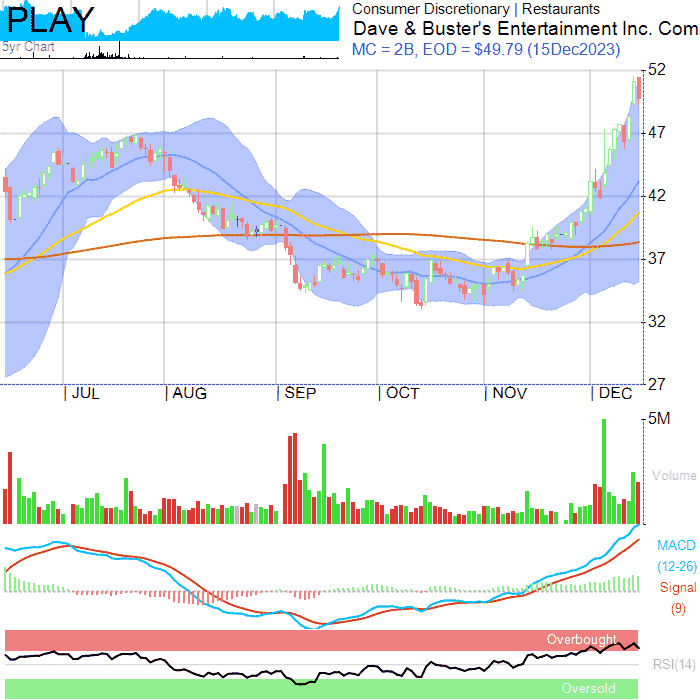 PLAY
5yr Chart
Consumer Discretionary | Restaurants
Dave & Buster's Entertainment Inc. Com
MC = 2B, EOD = $49.79 (15Dec2023)
52
47
42
37
32
27
| JUL | AUG | SEP | OCT | NOV | DEC
5M
Volume
MACD
(12-26)
Signal
(9)
Overbought
RSI(14)
Oversold